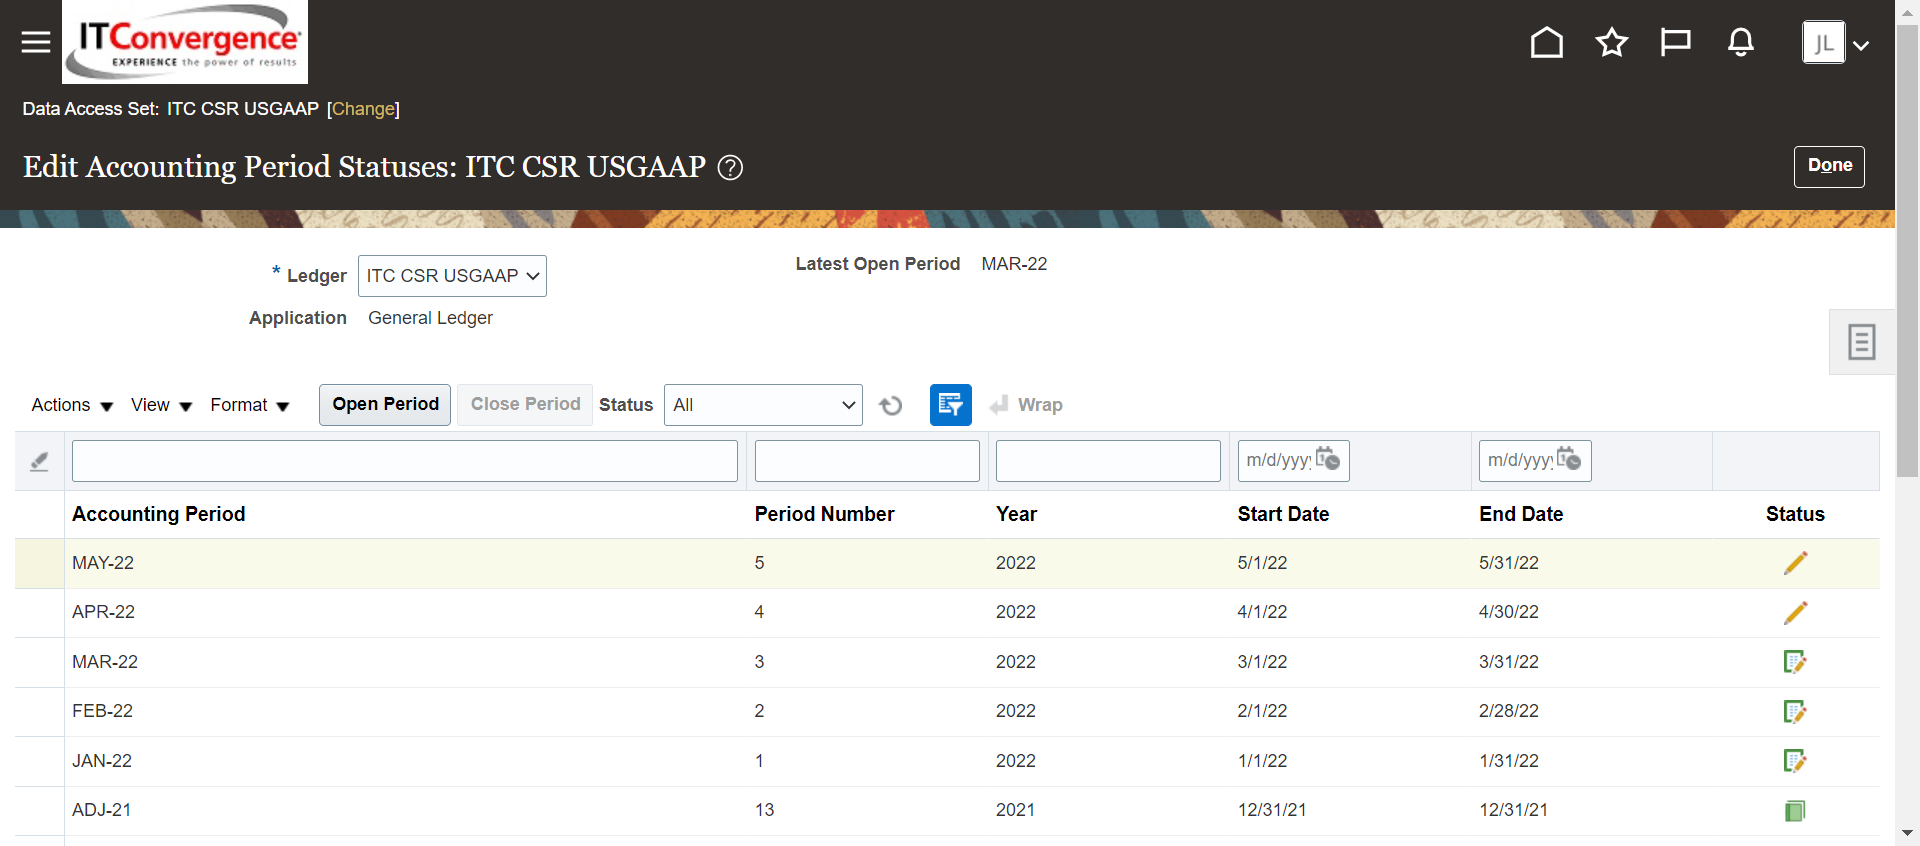 ITConvergence
EXPERIENCE the power of results
JL
Data Access Set: ITC CSR USGAAP [Change]
Edit Accounting Period Statuses: ITC CSR USGAAP ?
Done
* Ledger ITC CSR USGAAP
Latest Open Period MAR-22
Application General Ledger
Actions View Format Open Period Close Period Status All Wrap
m/d/yyyy m/d/yyyy
Accounting Period Period Number Year Start Date End Date Status
MAY-22 5 2022 5/1/22 5/31/22
APR-22 4 2022 4/1/22 4/30/22
MAR-22 3 2022 3/1/22 3/31/22
FEB-22 2 2022 2/1/22 2/28/22
JAN-22 1 2022 1/1/22 1/31/22
ADJ-21 13 2021 12/31/21 12/31/21